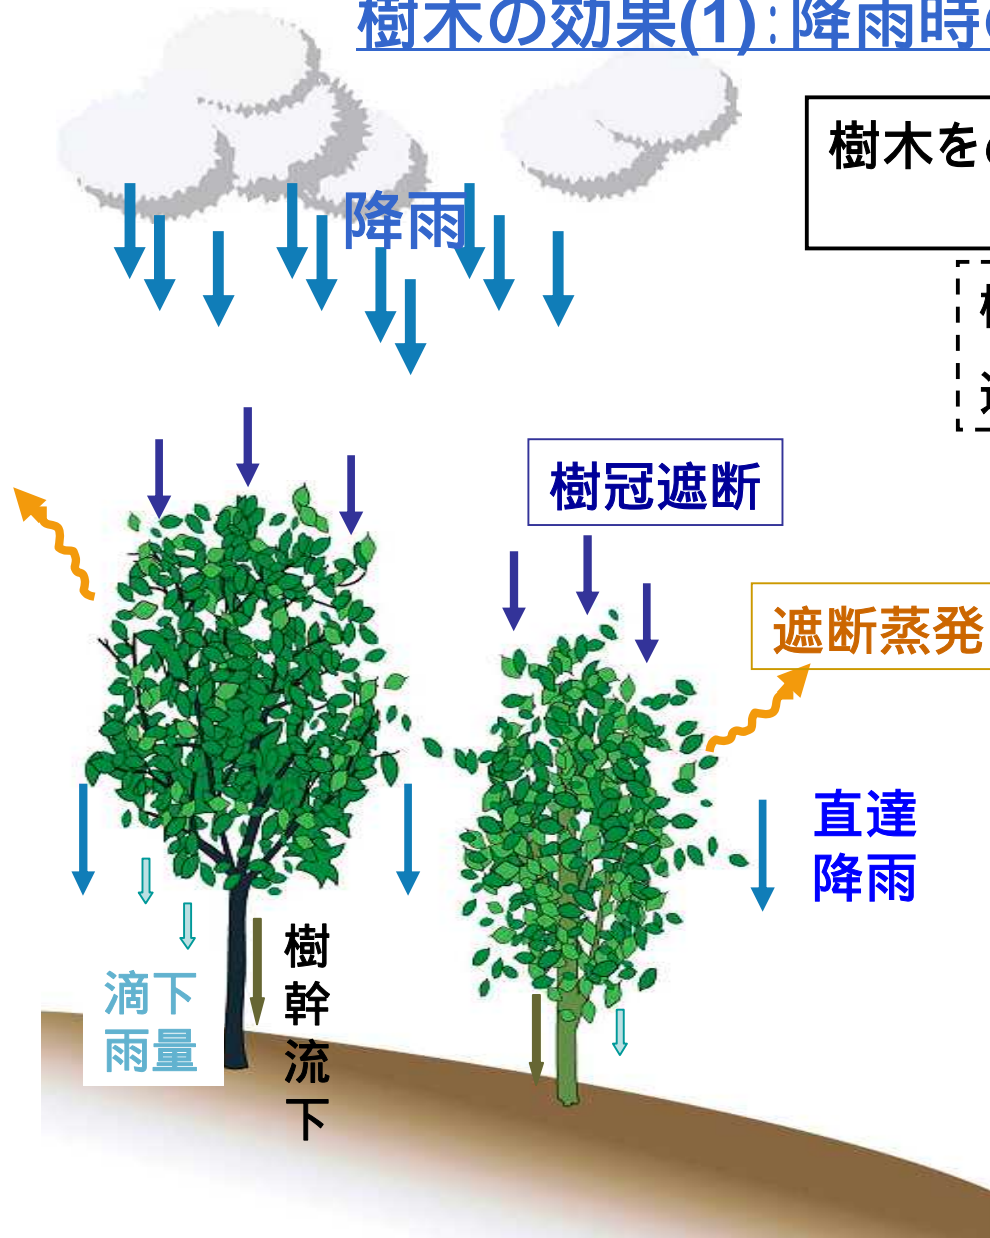 樹木の効果(1):降雨時
樹木を
降雨
樹冠遮断
遮断蒸発
直達
降雨
滴下
雨量
樹
幹
流
下